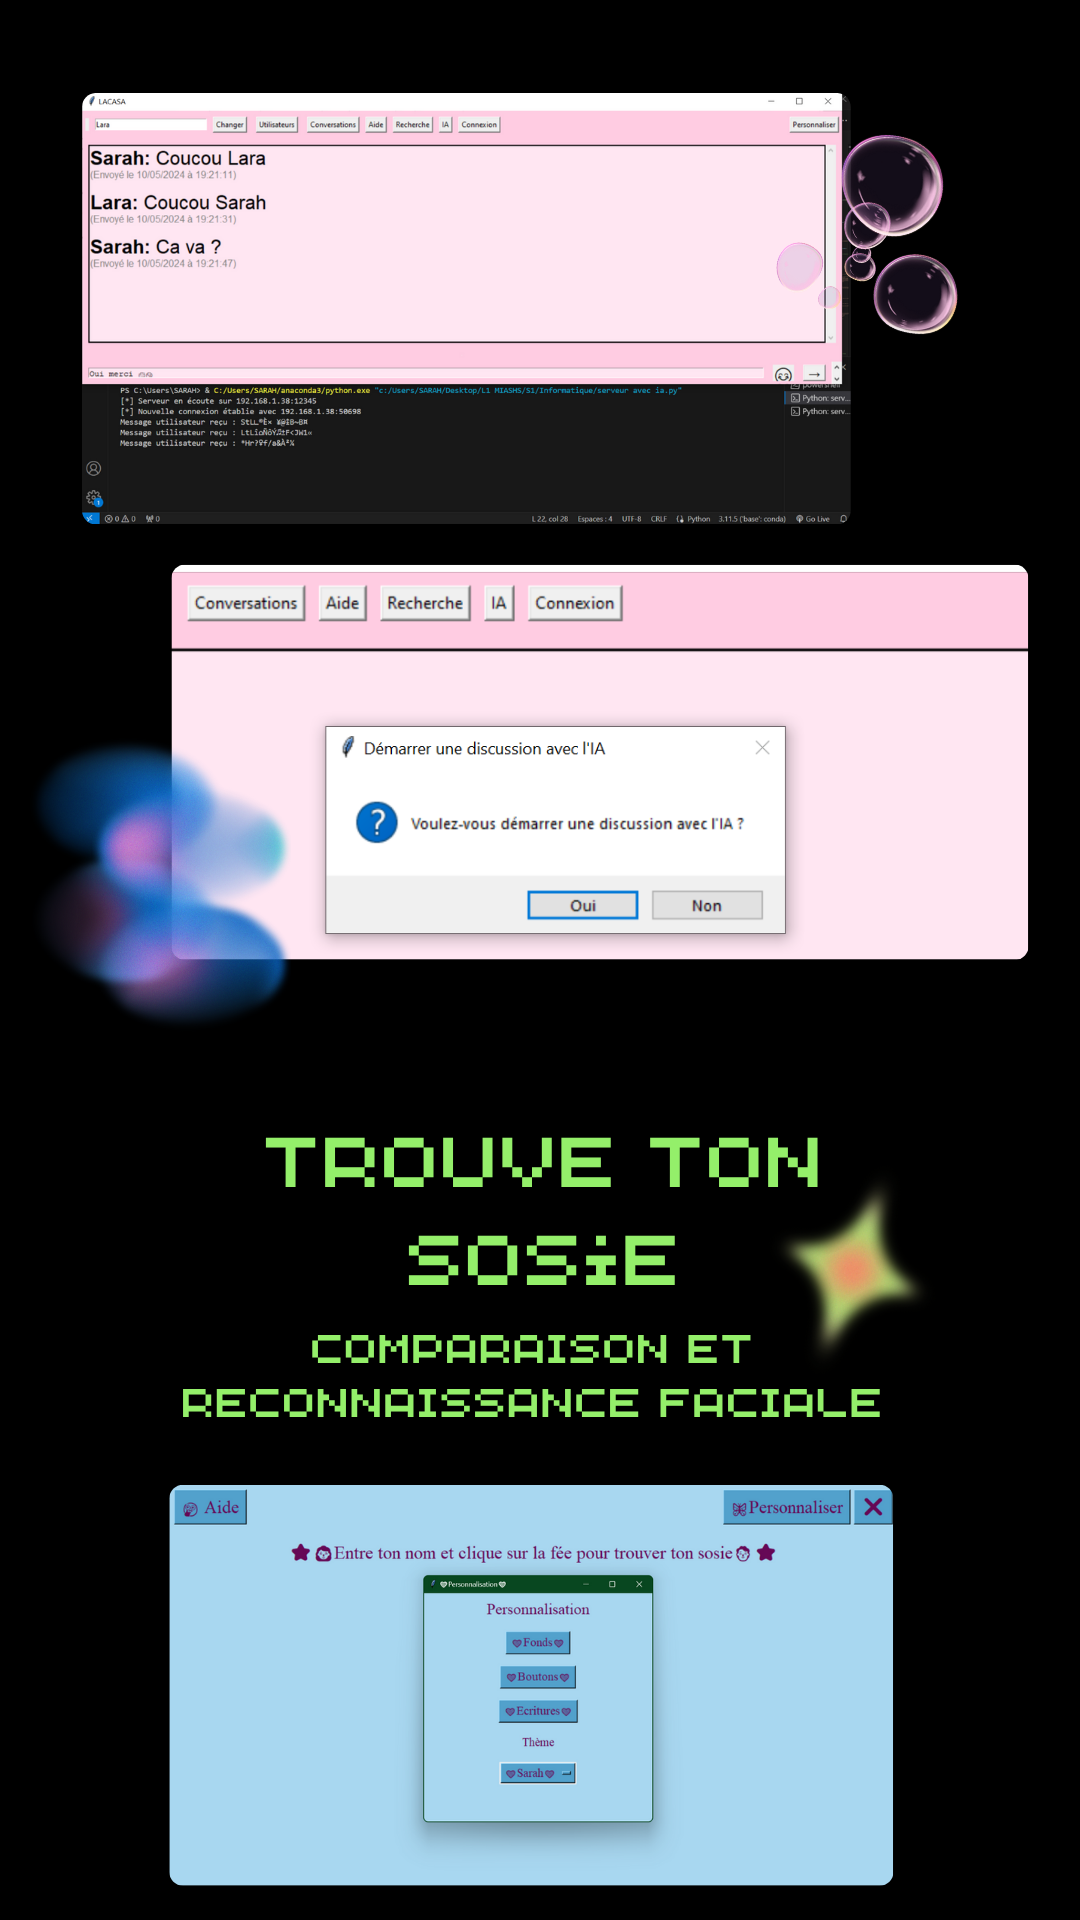 LACASA
Lara
Changer Utilisateurs Conversations Aide Recherche IA Connexion Personnaliser
Sarah: Coucou Lara
(Envoyé le 10/05/2024 à 19:21:11)
Lara: Coucou Sarah
(Envoyé le 10/05/2024 à 19:21:31)
Sarah: Ca va ?
(Envoyé le 10/05/2024 à 19:21:47)
Oui merci
→
PS C:\Users\SARAH> & C:/Users/SARAH/anaconda3/python.exe "c:/Users/SARAH/Desktop/L1 MIASHS/S1/Informatique/serveur avec ia.py"
[*] Serveur en écoute sur 192.168.1.38:12345
[*] Nouvelle connexion établie avec 192.168.1.38:50698
Message utilisateur reçu :
Message utilisateur reçu :
Message utilisateur reçu :
powershell
Python: serv...
Python: serv...
0 0 0 L 22, col 28 Espaces : 4 UTF-8 CRLF Python 3.11.5 ('base': conda) Go Live
Conversations Aide Recherche IA Connexion
Démarrer une discussion avec l'IA
Voulez-vous démarrer une discussion avec l'IA ?
Oui Non
TROUVE TON
SOSiE
COMPARAISON ET
RECONNAISSANCE FACIALE
Aide Personnaliser
Entre ton nom et clique sur la fée pour trouver ton sosie
Personnalisation
Personnalisation
Fonds
Boutons
Ecritures
Thème
Sarah